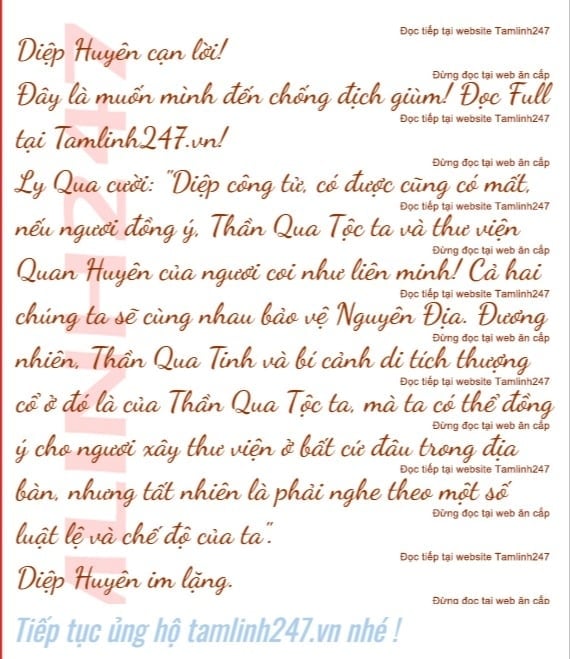 Đọc tiếp tại website Tamlinh247
Diệp Huyên cạn lời!
Đừng đọc tại web ăn cắp
Đây là muốn mình đến chống địch giùm! Đọc Full
Đọc tiếp tại website Tamlinh247
tại Tamlinh247.vn!
Đừng đọc tại web ăn cắp
Ly Qua cười: "Diệp công tử, có được cũng có mất,
Đọc tiếp tại website Tamlinh247
nếu ngươi đồng ý, Thần Qua Tộc ta và thư viện
Đừng đọc tại web ăn cắp
Quan Huyên của ngươi coi như liên minh! Cả hai
Đọc tiếp tại website Tamlinh247
chúng ta sẽ cùng nhau bảo vệ Nguyên Địa. Đương
Đừng đọc tại web ăn cắp
nhiên, Thần Qua Tinh và bí cảnh di tích thượng
Đọc tiếp tại website Tamlinh247
cổ ở đó là của Thần Qua Tộc ta, mà ta có thể đồng
Đừng đọc tại web ăn cắp
ý cho ngươi xây thư viện ở bất cứ đâu trong địa
Đọc tiếp tại website Tamlinh247
bàn, nhưng tất nhiên là phải nghe theo một số
Đừng đọc tại web ăn cắp
luật lệ và chế độ của ta".
Đọc tiếp tại website Tamlinh247
Diệp Huyên im lặng.
Đừng đọc tại web ăn cắp
ALINH247
Tiếp tục ủng hộ tamlinh247.vn nhé !